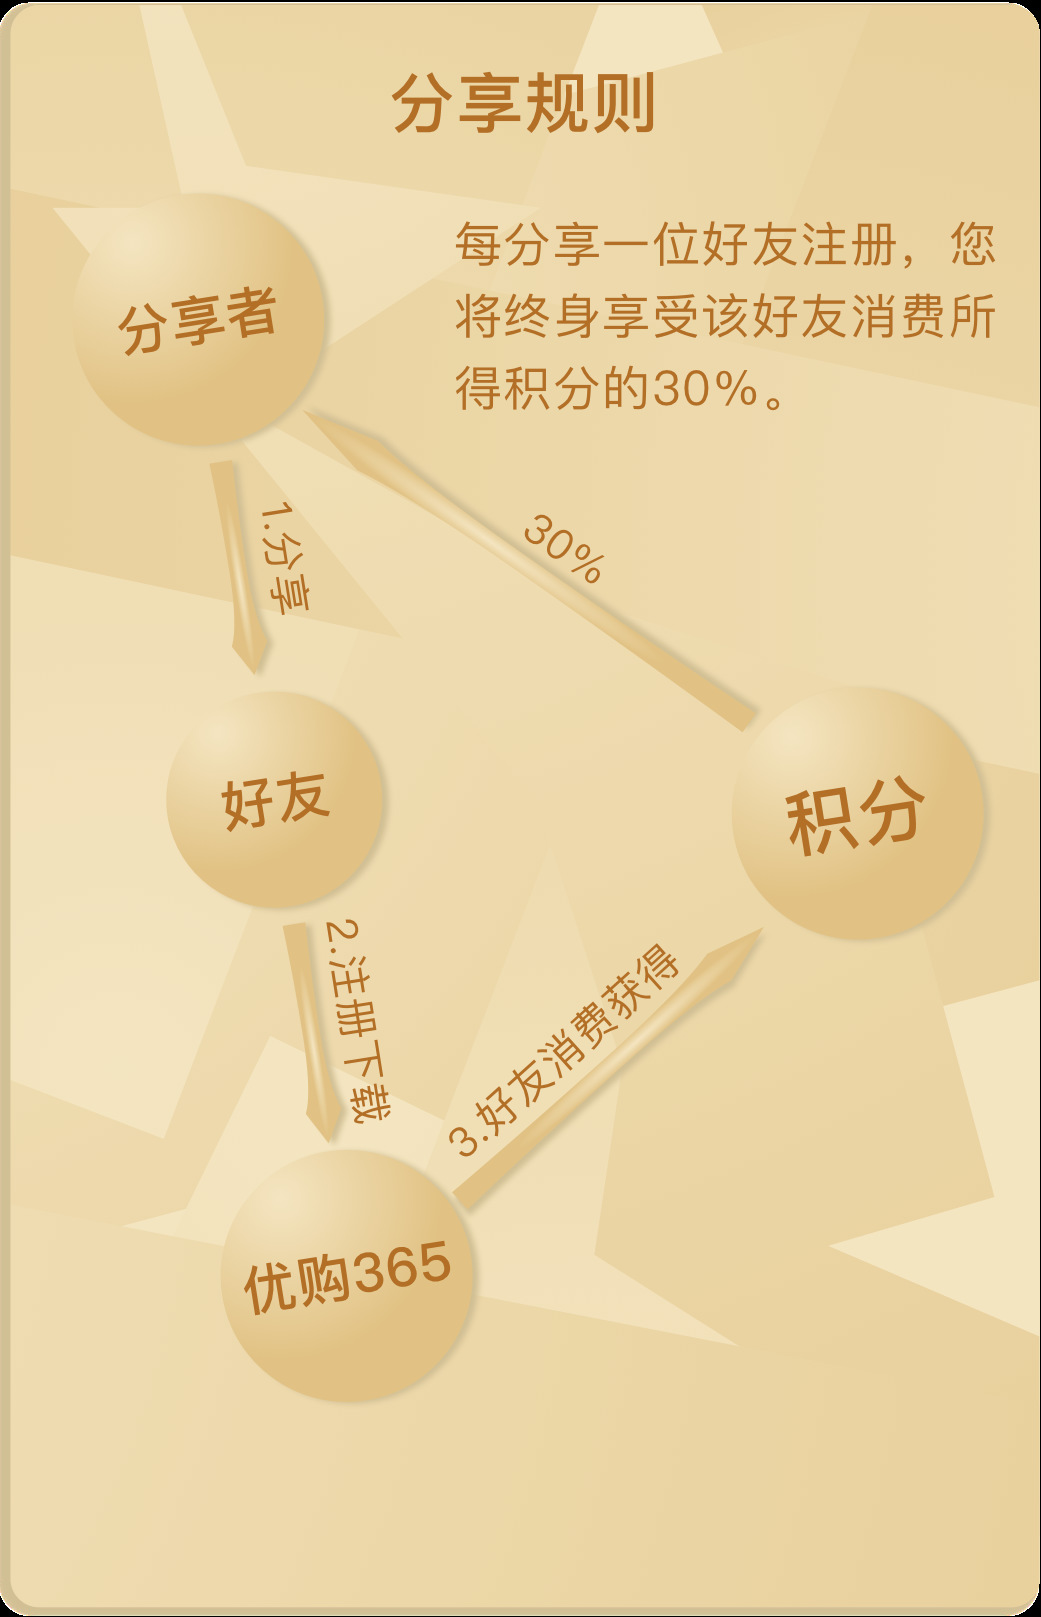 分享规则
每分享一位好友注册，您
将终身享受该好友消费所
得积分的30%。
分享者
1.分享
30%
好友
积分
2.注册下载
3.好友消费获得
优购365